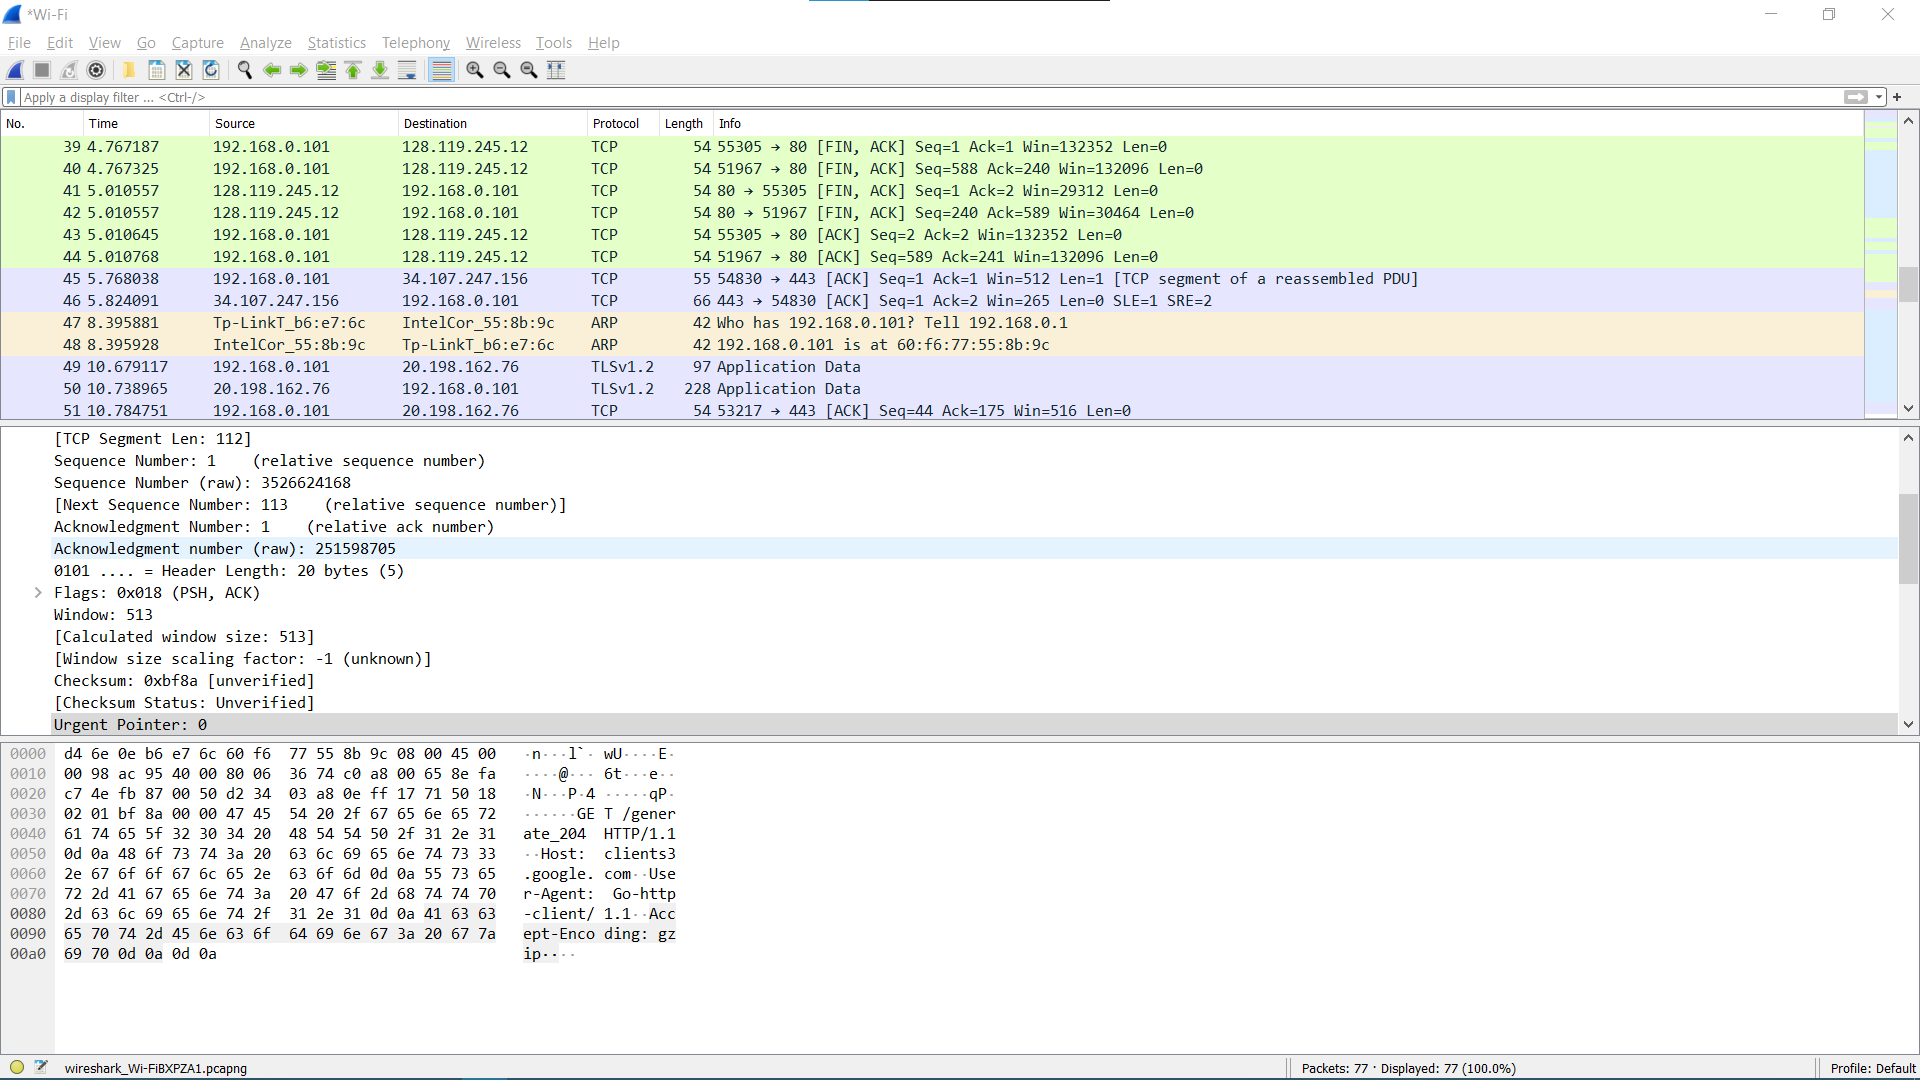 *Wi-Fi
File Edit View Go Capture Analyze Statistics Telephony Wireless Tools Help
Apply a display filter ... <Ctrl-/>
No. Time Source Destination Protocol Length Info
39 4.767187 192.168.0.101 128.119.245.12 TCP 54 55305 → 80 [FIN, ACK] Seq=1 Ack=1 Win=132352 Len=0
40 4.767325 192.168.0.101 128.119.245.12 TCP 54 51967 → 80 [FIN, ACK] Seq=588 Ack=240 Win=132096 Len=0
41 5.010557 128.119.245.12 192.168.0.101 TCP 54 80 → 55305 [FIN, ACK] Seq=1 Ack=2 Win=29312 Len=0
42 5.010557 128.119.245.12 192.168.0.101 TCP 54 80 → 51967 [FIN, ACK] Seq=240 Ack=589 Win=30464 Len=0
43 5.010645 192.168.0.101 128.119.245.12 TCP 54 55305 → 80 [ACK] Seq=2 Ack=2 Win=132352 Len=0
44 5.010768 192.168.0.101 128.119.245.12 TCP 54 51967 → 80 [ACK] Seq=589 Ack=241 Win=132096 Len=0
45 5.768038 192.168.0.101 34.107.247.156 TCP 55 54830 → 443 [ACK] Seq=1 Ack=1 Win=512 Len=1 [TCP segment of a reassembled PDU]
46 5.824091 34.107.247.156 192.168.0.101 TCP 66 443 → 54830 [ACK] Seq=1 Ack=2 Win=265 Len=0 SLE=1 SRE=2
47 8.395881 Tp-LinkT_b6:e7:6c IntelCor_55:8b:9c ARP 42 Who has 192.168.0.101? Tell 192.168.0.1
48 8.395928 IntelCor_55:8b:9c Tp-LinkT_b6:e7:6c ARP 42 192.168.0.101 is at 60:f6:77:55:8b:9c
49 10.679117 192.168.0.101 20.198.162.76 TLSv1.2 97 Application Data
50 10.738965 20.198.162.76 192.168.0.101 TLSv1.2 228 Application Data
51 10.784751 192.168.0.101 20.198.162.76 TCP 54 53217 → 443 [ACK] Seq=44 Ack=175 Win=516 Len=0
[TCP Segment Len: 112]
Sequence Number: 1 (relative sequence number)
Sequence Number (raw): 3526624168
[Next Sequence Number: 113 (relative sequence number)]
Acknowledgment Number: 1 (relative ack number)
Acknowledgment number (raw): 251598705
0101 .... = Header Length: 20 bytes (5)
Flags: 0x018 (PSH, ACK)
Window: 513
[Calculated window size: 513]
[Window size scaling factor: -1 (unknown)]
Checksum: 0xbf8a [unverified]
[Checksum Status: Unverified]
Urgent Pointer: 0
0000 d4 6e 0e b6 e7 6c 60 f6 77 55 8b 9c 08 00 45 00 ·n···l`· wU····E·
0010 00 98 ac 95 40 00 80 06 36 74 c0 a8 00 65 8e fa ····@··· 6t···e··
0020 c7 4e fb 87 00 50 d2 34 03 a8 0e ff 17 71 50 18 ·N···P·4 ·····qP·
0030 02 01 bf 8a 00 00 47 45 54 20 2f 67 65 6e 65 72 ······GE T /gener
0040 61 74 65 5f 32 30 34 20 48 54 54 50 2f 31 2e 31 ate_204 HTTP/1.1
0050 0d 0a 48 6f 73 74 3a 20 63 6c 69 65 6e 74 73 33 ··Host: clients3
0060 2e 67 6f 6f 67 6c 65 2e 63 6f 6d 0d 0a 55 73 65 .google. com··Use
0070 72 2d 41 67 65 6e 74 3a 20 47 6f 2d 68 74 74 70 r-Agent: Go-http
0080 2d 63 6c 69 65 6e 74 2f 31 2e 31 0d 0a 41 63 63 -client/ 1.1··Acc
0090 65 70 74 2d 45 6e 63 6f 64 69 6e 67 3a 20 67 7a ept-Enco ding: gz
00a0 69 70 0d 0a 0d 0a ip····
wireshark_Wi-FiBXPZA1.pcapng Packets: 77 · Displayed: 77 (100.0%) Profile: Default